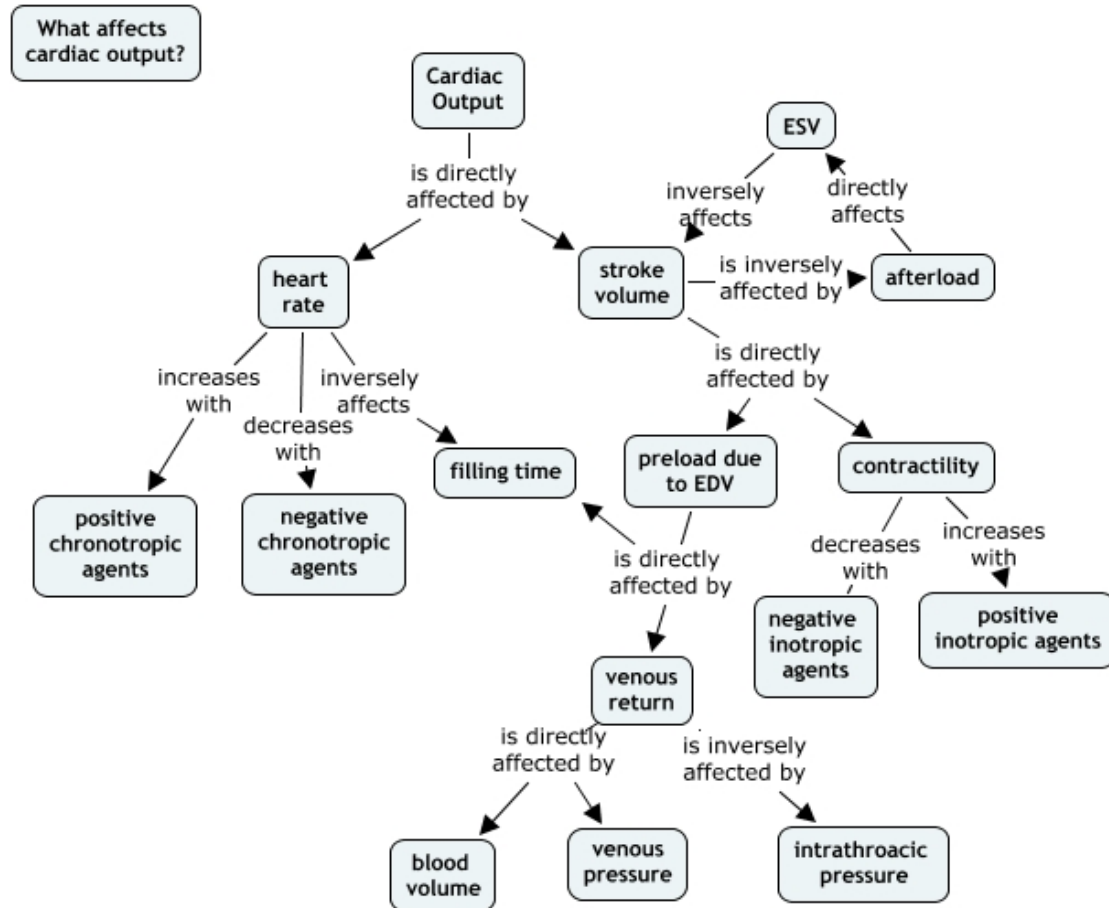 What affects
cardiac output?
Cardiac
Output
is directly
affected by
ESV
inversely
affects
directly
affects
heart
rate
stroke
volume
is inversely
affected by
afterload
increases
with
decreases
with
inversely
affects
is directly
affected by
positive
chronotropic
agents
negative
chronotropic
agents
filling time
preload due
to EDV
contractility
is directly
affected by
decreases
with
increases
with
negative
inotropic
agents
positive
inotropic agents
venous
return
is directly
affected by
is inversely
affected by
blood
volume
venous
pressure
intrathroacic
pressure